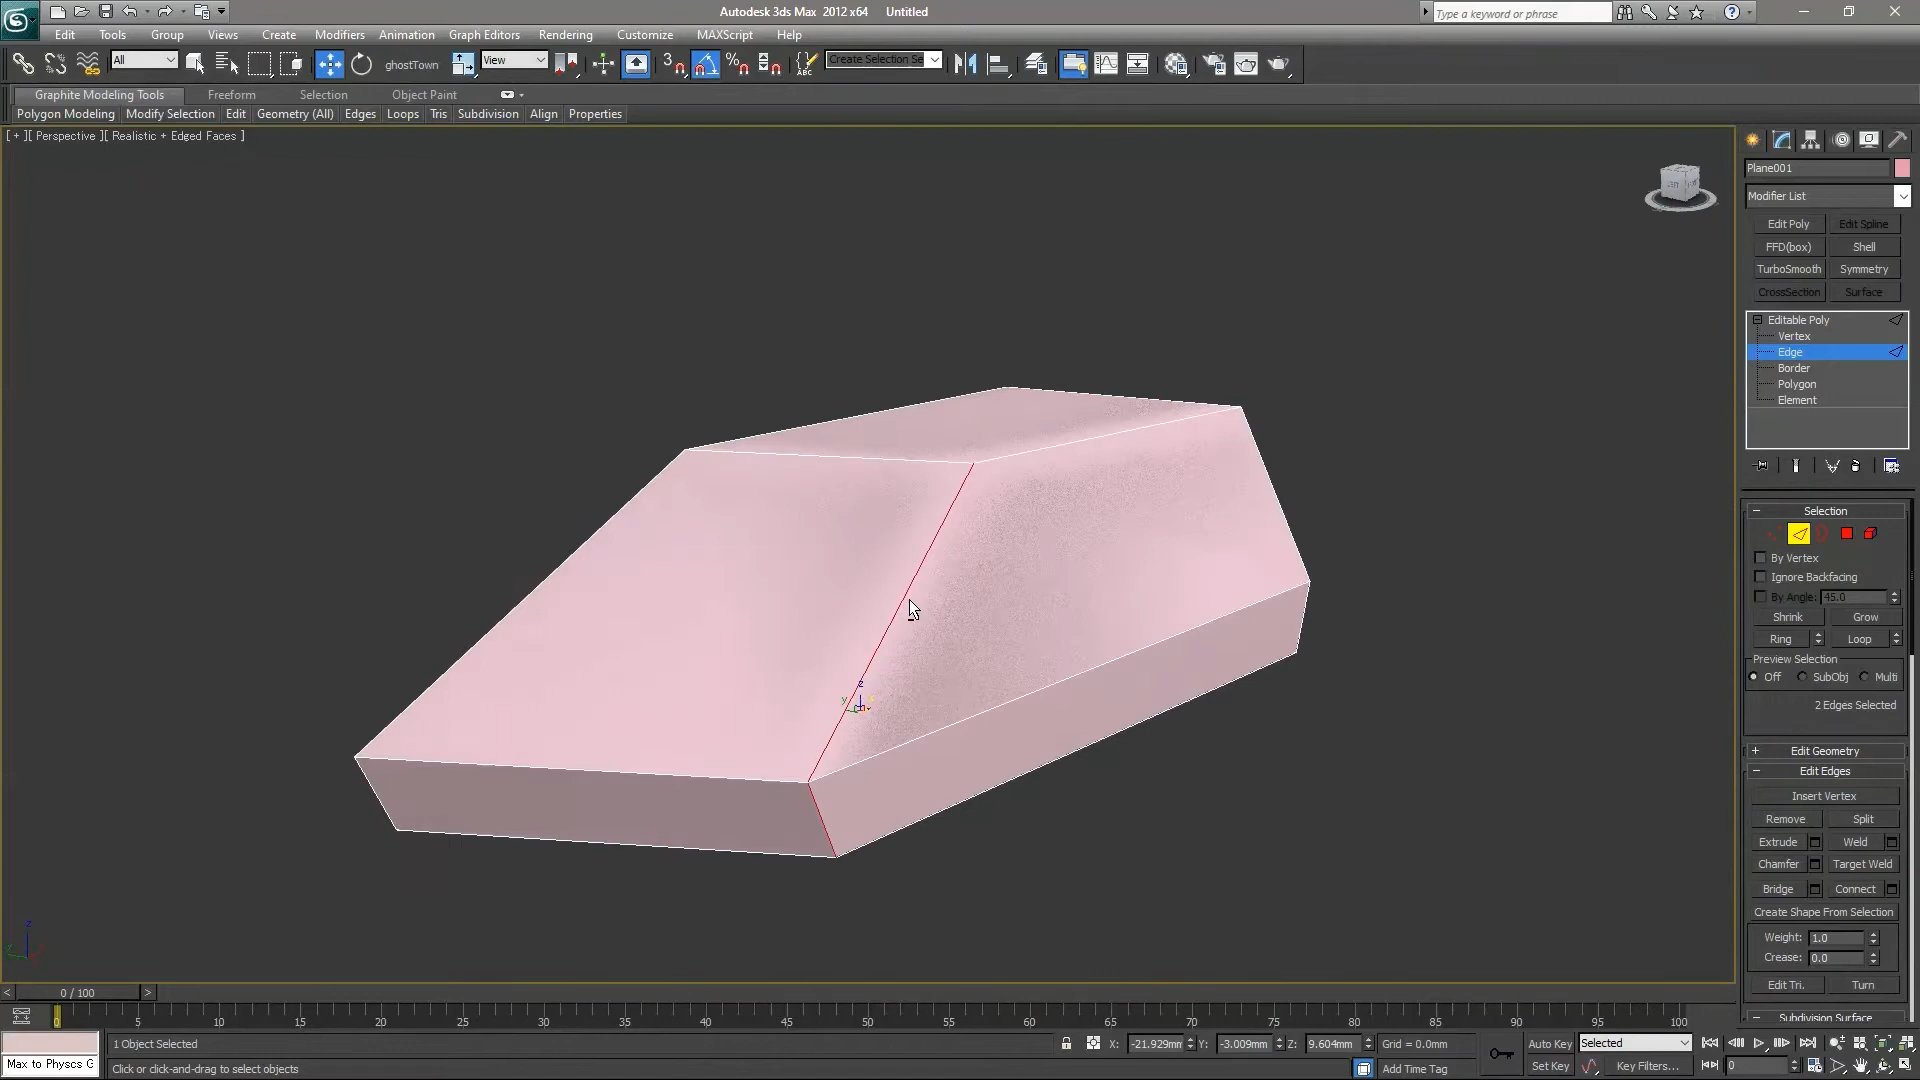 Autodesk 3ds Max 2012 x64 Untitled
Type a keyword or phrase
Edit Tools Group Views Create Modifiers Animation Graph Editors Rendering Customize MAXScript Help
All ghostTown View 3 Create Selection Se
Graphite Modeling Tools Freeform Selection Object Paint
Polygon Modeling Modify Selection Edit Geometry (All) Edges Loops Tris Subdivision Align Properties
[ + ][ Perspective ][ Realistic + Edged Faces ]
Plane001
Modifier List
Edit Poly Edit Spline
FFD(box) Shell
TurboSmooth Symmetry
CrossSection Surface
Editable Poly
Vertex
Edge
Border
Polygon
Element
Selection
By Vertex
Ignore Backfacing
By Angle: 45.0
Shrink Grow
Ring Loop
Preview Selection
Off SubObj Multi
2 Edges Selected
Edit Geometry
Edit Edges
Insert Vertex
Remove Split
Extrude Weld
Chamfer Target Weld
Bridge Connect
Create Shape From Selection
Weight: 1.0
Crease: 0.0
Edit Tri. Turn
Subdivision Surface
z
y
z
< 0 / 100 >
0 5 10 15 20 25 30 35 40 45 50 55 60 65 70 75 80 85 90 95 100
1 Object Selected X: -21.929mm Y: -3.009mm Z: 9.604mm Grid = 0.0mm Auto Key Selected
Max to Physcs C Click or click-and-drag to select objects Add Time Tag Set Key Key Filters... 0